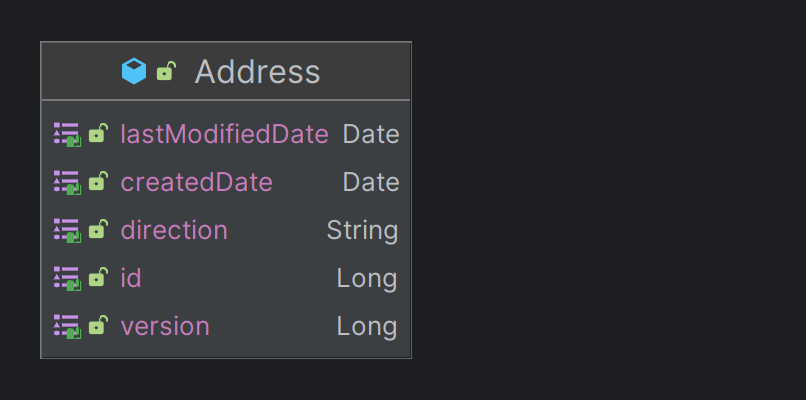 Address
lastModifiedDate Date
createdDate Date
direction String
id Long
version Long